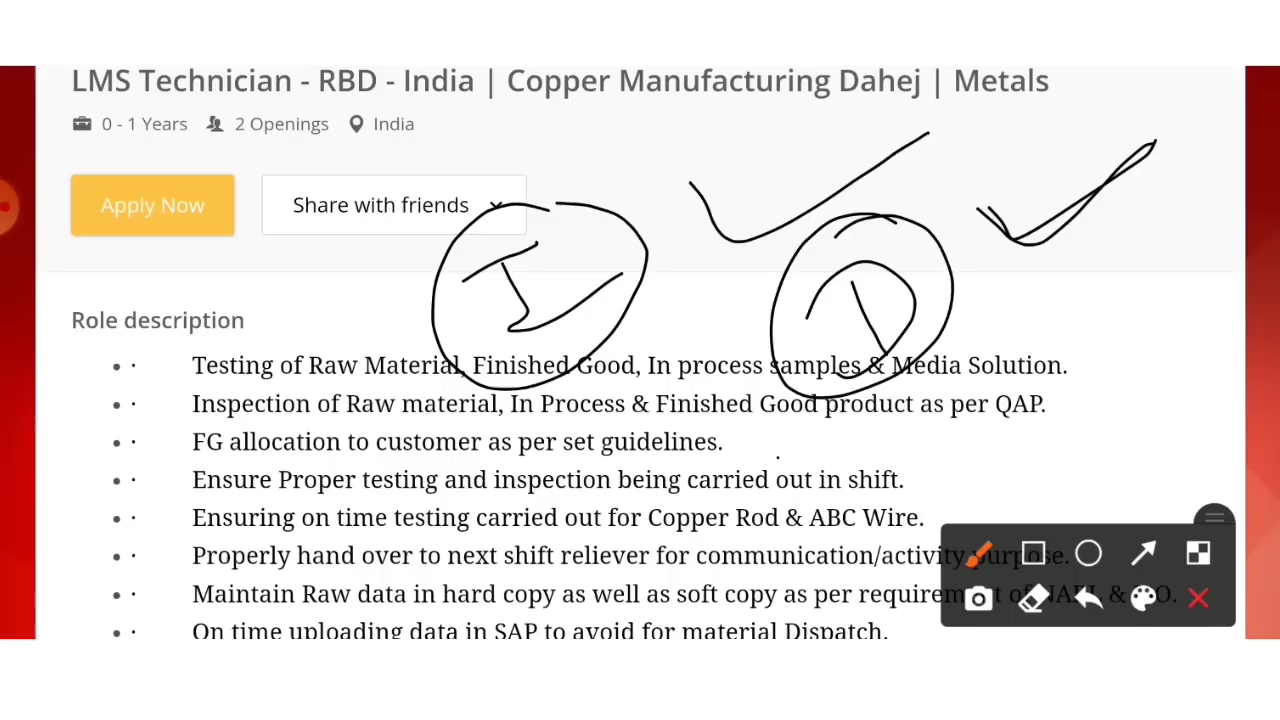 LMS Technician - RBD - India | Copper Manufacturing Dahej | Metals
0 - 1 Years 2 Openings India
Apply Now Share with friends
Role description
• · Testing of Raw Material, Finished Good, In process samples & Media Solution.
• · Inspection of Raw material, In Process & Finished Good product as per QAP.
• · FG allocation to customer as per set guidelines.
• · Ensure Proper testing and inspection being carried out in shift.
• · Ensuring on time testing carried out for Copper Rod & ABC Wire.
• · Properly hand over to next shift reliever for communication/activity purpose.
• · Maintain Raw data in hard copy as well as soft copy as per requirement of &
• · On time uploading data in SAP to avoid for material Dispatch.